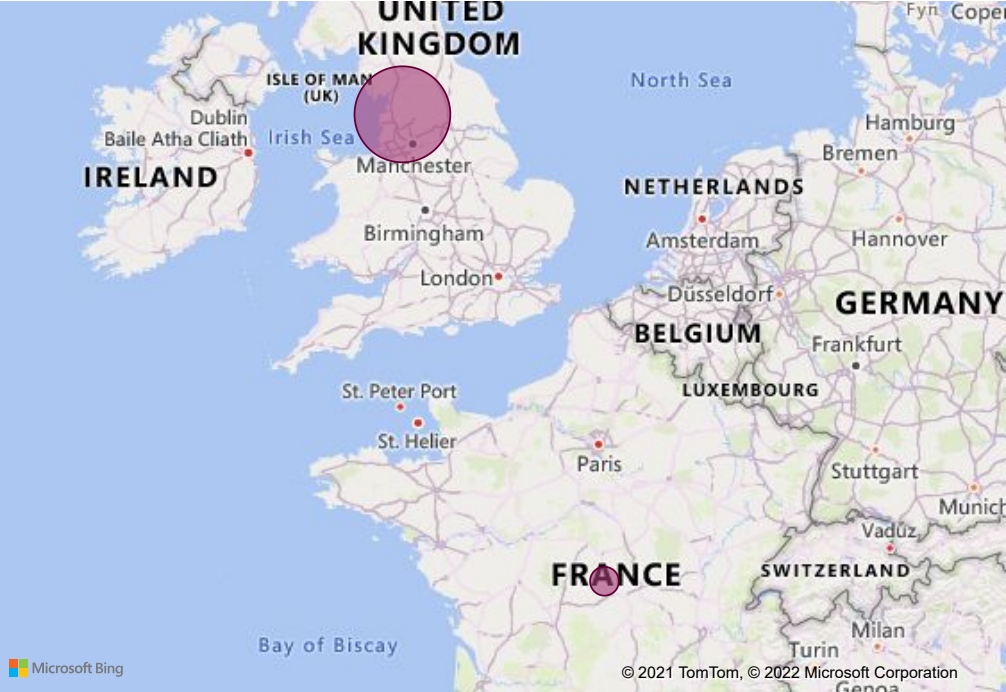 UNITED
KINGDOM
Fyn
Copen
ISLE OF MAN
(UK)
North Sea
Dublin
Baile Atha Cliath
Irish Sea
Hamburg
Bremen
Manchester
IRELAND
NETHERLANDS
Birmingham
Amsterdam
Hannover
London
Düsseldorf
GERMANY
BELGIUM
Frankfurt
LUXEMBOURG
St. Peter Port
St. Helier
Paris
Stuttgart
Munich
Vaduz
FRANCE
SWITZERLAND
Bay of Biscay
Milan
Turin
Microsoft Bing
© 2021 TomTom, © 2022 Microsoft Corporation
Genoa